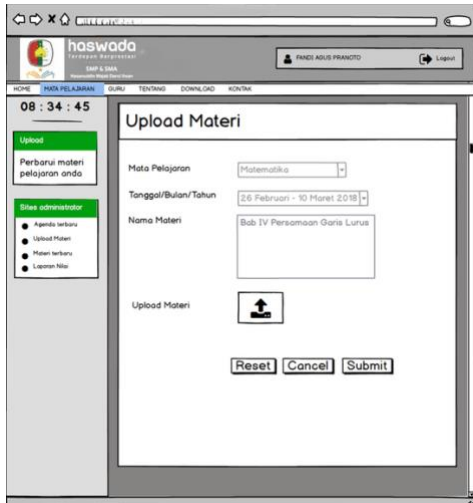 haswada
Terdepan Berprestasi
SMP & SMA
FANDI AGUS PRANOTO
Logout
HOME MATA PELAJARAN GURU TENTANG DOWNLOAD KONTAK
08 : 34 : 45
Upload
Perbarui materi
pelajaran anda
Sites administrator
Agenda terbaru
Upload Materi
Materi terbaru
Laporan Nilai
Upload Materi
Mata Pelajaran
Matematika
Tanggal/Bulan/Tahun
26 Februari - 10 Maret 2018
Nama Materi
Bab IV Persamaan Garis Lurus
Upload Materi
Reset Cancel Submit